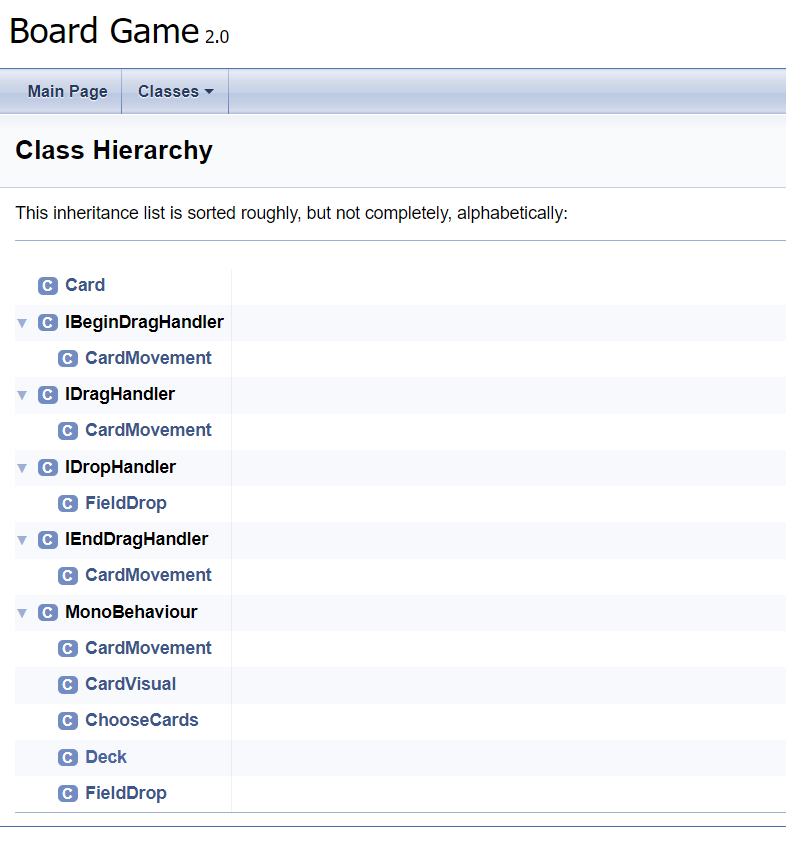 Board Game 2.0
Main Page Classes
Class Hierarchy
This inheritance list is sorted roughly, but not completely, alphabetically:
C Card
C IBeginDragHandler
C CardMovement
C IDragHandler
C CardMovement
C IDropHandler
C FieldDrop
C IEndDragHandler
C CardMovement
C MonoBehaviour
C CardMovement
C CardVisual
C ChooseCards
C Deck
C FieldDrop